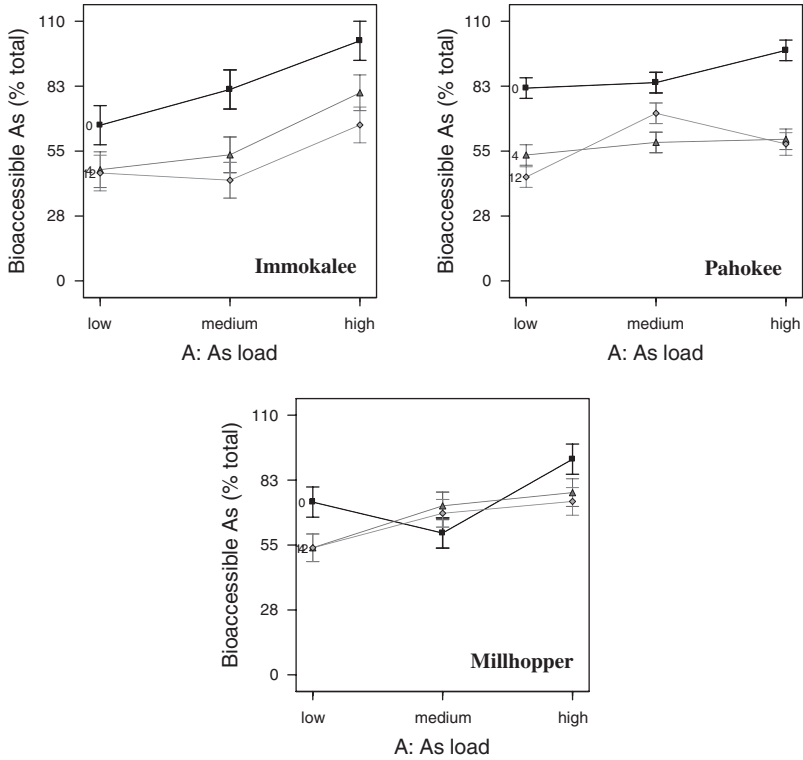 Bioaccessible As (% total)
110
83
55
28
0
0
4
12
Immokalee
low
medium
high
A: As load
Bioaccessible As (% total)
110
83
55
28
0
0
4
12
Pahokee
low
medium
high
A: As load
Bioaccessible As (% total)
110
83
55
28
0
0
4
12
Millhopper
low
medium
high
A: As load